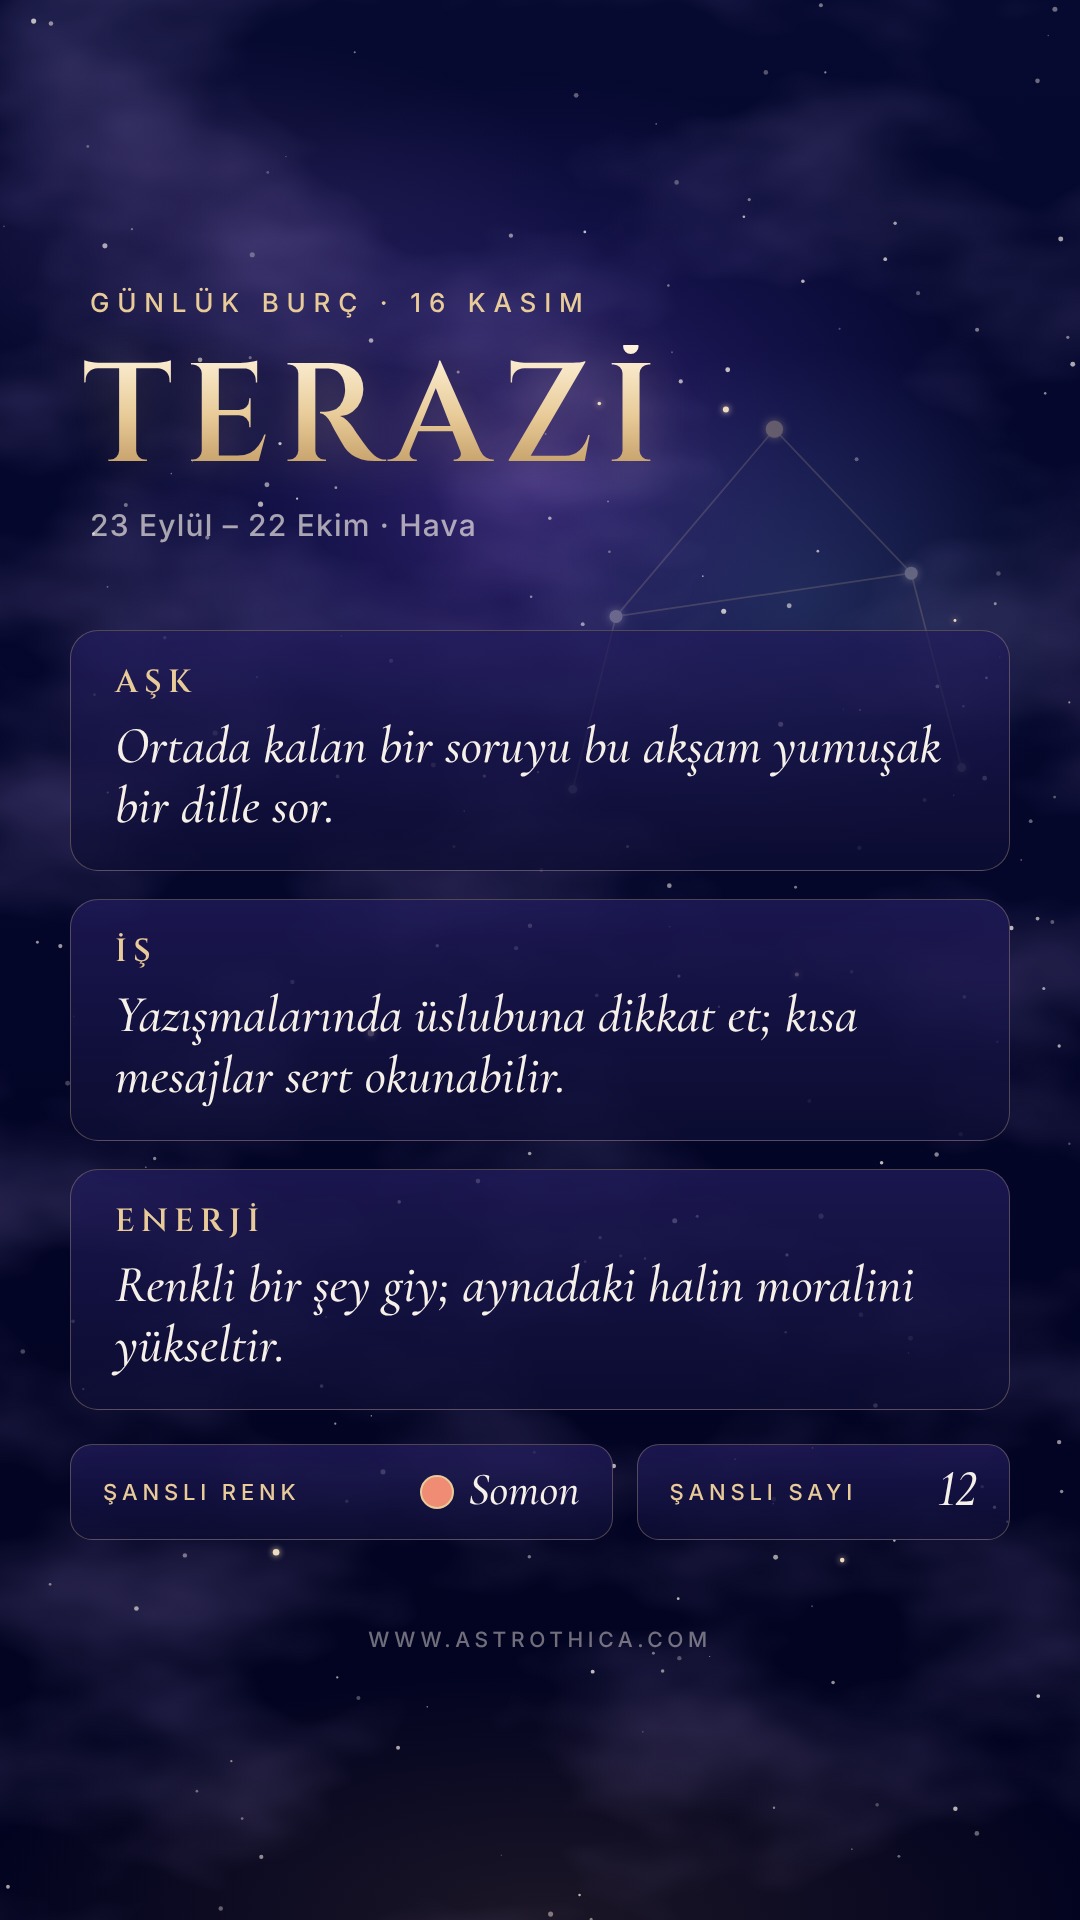 GÜNLÜK BURÇ · 16 KASIM
TERAZİ
23 Eylül – 22 Ekim · Hava
AŞK
Ortada kalan bir soruyu bu akşam yumuşak
bir dille sor.
İŞ
Yazışmalarında üslubuna dikkat et; kısa
mesajlar sert okunabilir.
ENERJİ
Renkli bir şey giy; aynadaki halin moralini
yükseltir.
ŞANSLI RENK
Somon
ŞANSLI SAYI
12
WWW.ASTROTHICA.COM